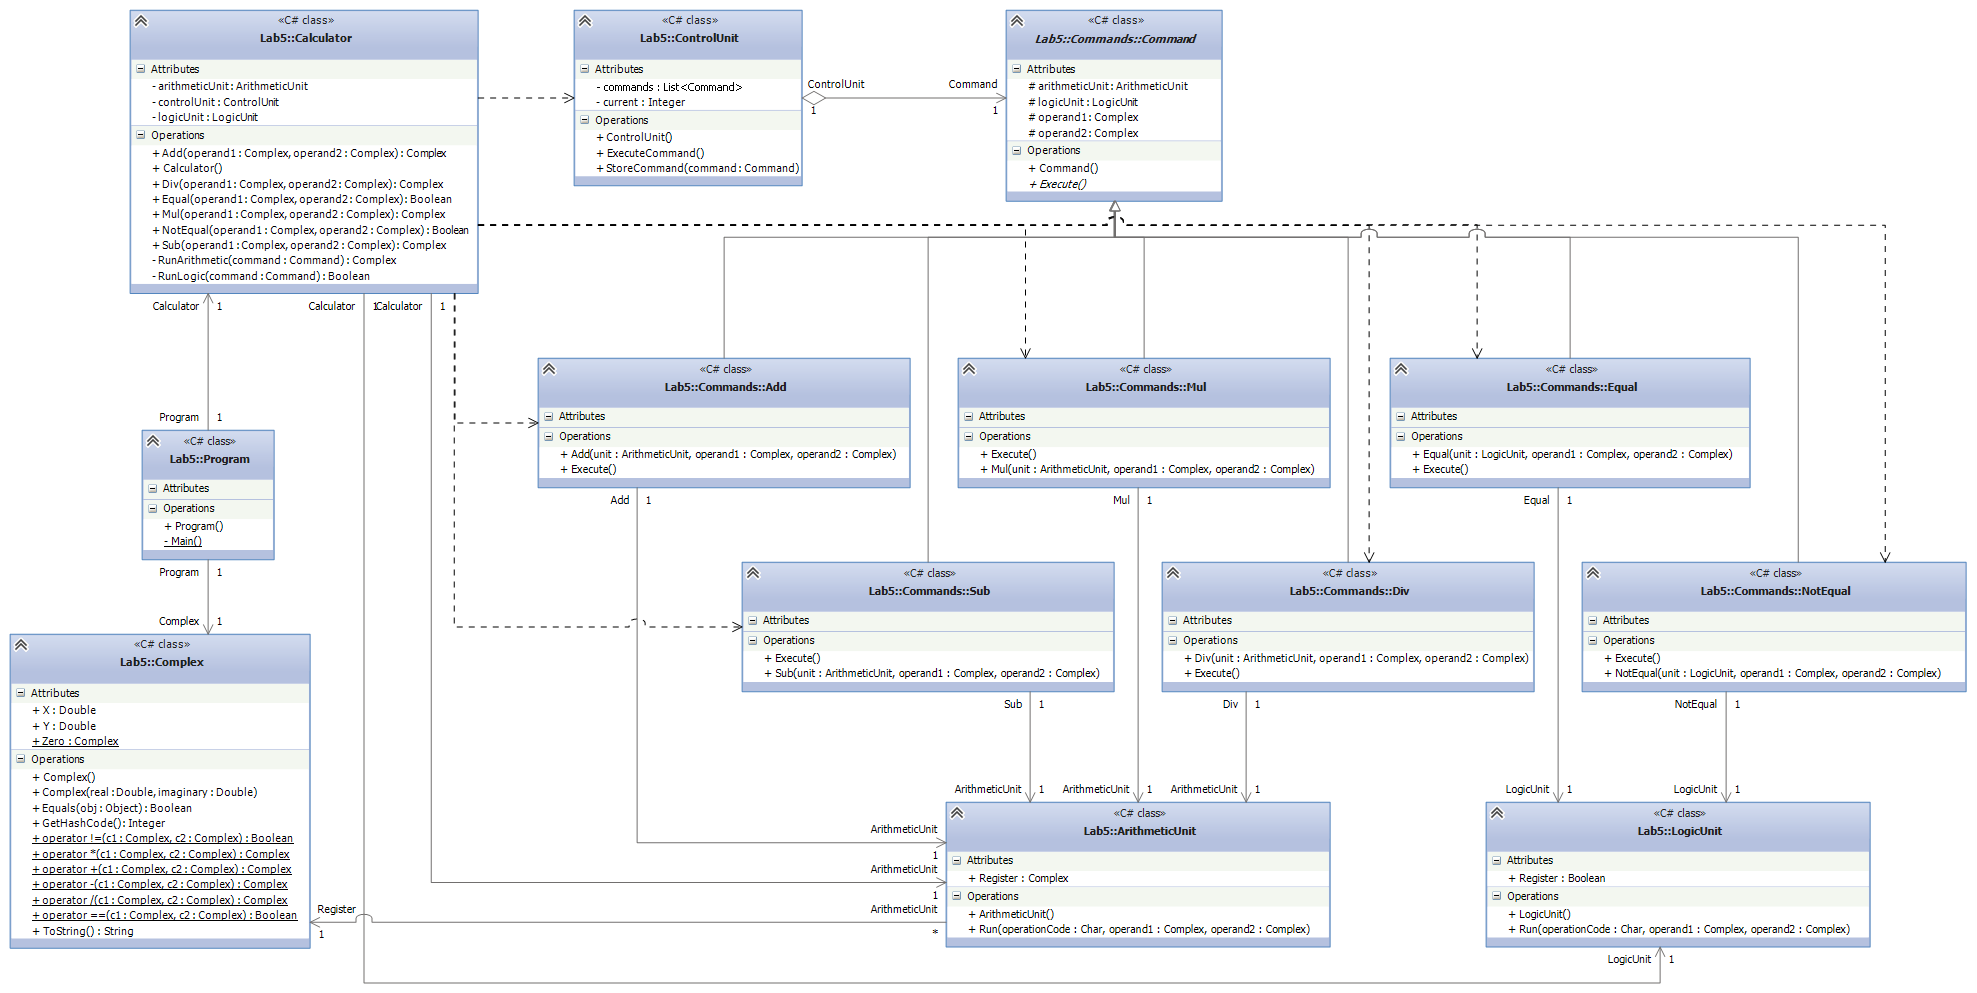 «C# class»
Lab5::Calculator
Attributes
- arithmeticUnit : ArithmeticUnit
- controlUnit : ControlUnit
- logicUnit : LogicUnit
Operations
+ Add(operand1 : Complex, operand2 : Complex) : Complex
+ Calculator()
+ Div(operand1 : Complex, operand2 : Complex) : Complex
+ Equal(operand1 : Complex, operand2 : Complex) : Boolean
+ Mul(operand1 : Complex, operand2 : Complex) : Complex
+ NotEqual(operand1 : Complex, operand2 : Complex) : Boolean
+ Sub(operand1 : Complex, operand2 : Complex) : Complex
- RunArithmetic(command : Command) : Complex
- RunLogic(command : Command) : Boolean
«C# class»
Lab5::ControlUnit
Attributes
- commands : List<Command>
- current : Integer
Operations
+ ControlUnit()
+ ExecuteCommand()
+ StoreCommand(command : Command)
ControlUnit
1
Command
1
«C# class»
Lab5::Commands::Command
Attributes
# arithmeticUnit : ArithmeticUnit
# logicUnit : LogicUnit
# operand1 : Complex
# operand2 : Complex
Operations
+ Command()
+ Execute()
Calculator 1
Calculator 1
Calculator 1
Program 1
«C# class»
Lab5::Program
Attributes
Operations
+ Program()
- Main()
Program 1
Complex 1
«C# class»
Lab5::Commands::Add
Attributes
Operations
+ Add(unit : ArithmeticUnit, operand1 : Complex, operand2 : Complex)
+ Execute()
Add 1
«C# class»
Lab5::Commands::Mul
Attributes
Operations
+ Execute()
+ Mul(unit : ArithmeticUnit, operand1 : Complex, operand2 : Complex)
Mul 1
«C# class»
Lab5::Commands::Equal
Attributes
Operations
+ Equal(unit : LogicUnit, operand1 : Complex, operand2 : Complex)
+ Execute()
Equal 1
«C# class»
Lab5::Commands::Sub
Attributes
Operations
+ Execute()
+ Sub(unit : ArithmeticUnit, operand1 : Complex, operand2 : Complex)
Sub 1
«C# class»
Lab5::Commands::Div
Attributes
Operations
+ Div(unit : ArithmeticUnit, operand1 : Complex, operand2 : Complex)
+ Execute()
Div 1
«C# class»
Lab5::Commands::NotEqual
Attributes
Operations
+ Execute()
+ NotEqual(unit : LogicUnit, operand1 : Complex, operand2 : Complex)
NotEqual 1
«C# class»
Lab5::Complex
Attributes
+ X : Double
+ Y : Double
+ Zero : Complex
Operations
+ Complex()
+ Complex(real : Double, imaginary : Double)
+ Equals(obj : Object) : Boolean
+ GetHashCode() : Integer
+ operator !=(c1 : Complex, c2 : Complex) : Boolean
+ operator *(c1 : Complex, c2 : Complex) : Complex
+ operator +(c1 : Complex, c2 : Complex) : Complex
+ operator -(c1 : Complex, c2 : Complex) : Complex
+ operator /(c1 : Complex, c2 : Complex) : Complex
+ operator ==(c1 : Complex, c2 : Complex) : Boolean
+ ToString() : String
Register
1
ArithmeticUnit 1
ArithmeticUnit 1
ArithmeticUnit 1
ArithmeticUnit
1
ArithmeticUnit
1
ArithmeticUnit
*
«C# class»
Lab5::ArithmeticUnit
Attributes
+ Register : Complex
Operations
+ ArithmeticUnit()
+ Run(operationCode : Char, operand1 : Complex, operand2 : Complex)
LogicUnit 1
LogicUnit 1
«C# class»
Lab5::LogicUnit
Attributes
+ Register : Boolean
Operations
+ LogicUnit()
+ Run(operationCode : Char, operand1 : Complex, operand2 : Complex)
LogicUnit 1